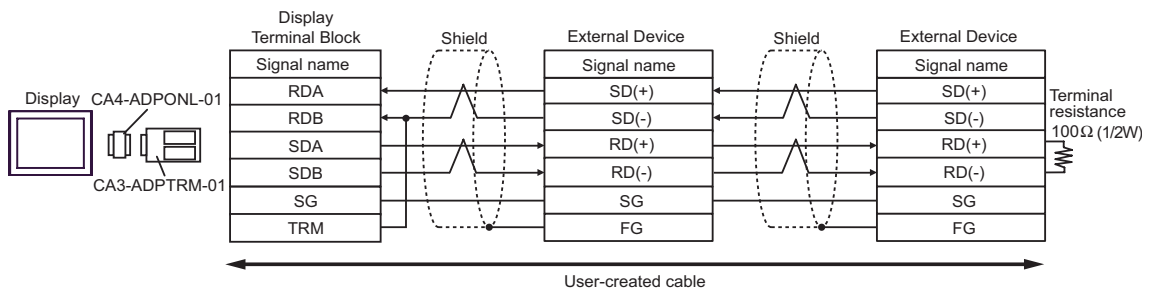 Display
Terminal Block
Shield
External Device
Shield
External Device
Signal name
Signal name
Signal name
RDA
SD(+)
SD(+)
Display
CA4-ADPONL-01
RDB
SD(-)
SD(-)
Terminal
resistance
100Ω (1/2W)
SDA
RD(+)
RD(+)
CA3-ADPTRM-01
SDB
RD(-)
RD(-)
SG
SG
SG
TRM
FG
FG
User-created cable